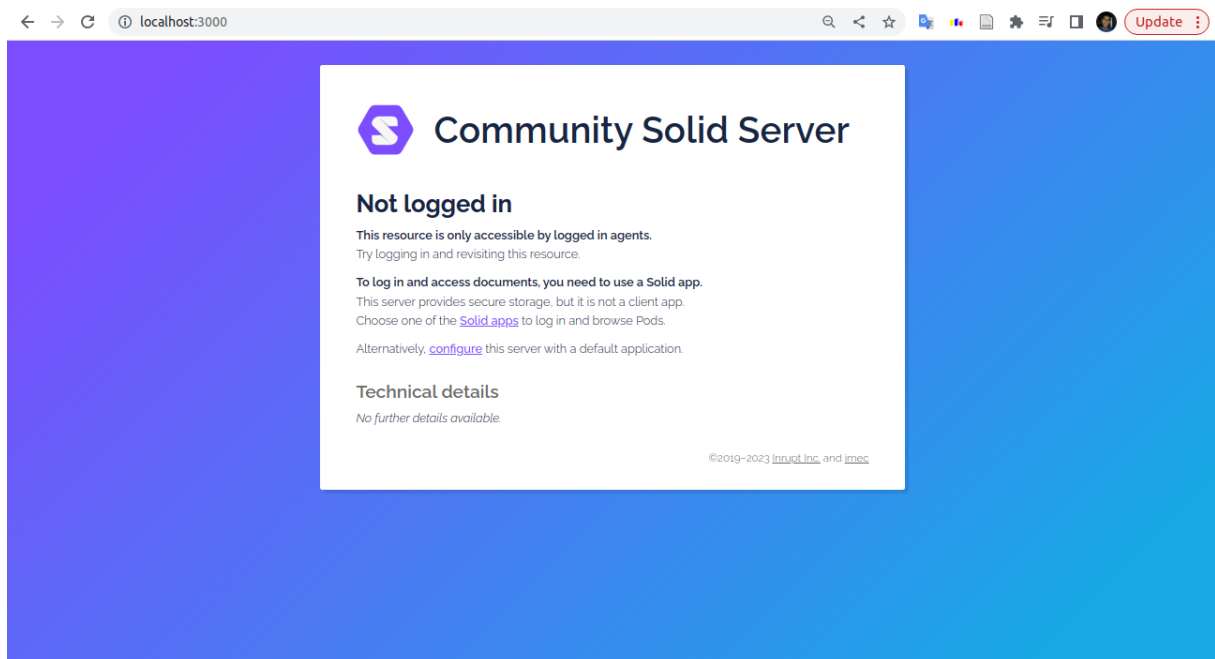 localhost:3000
Update
Community Solid Server
Not logged in
This resource is only accessible by logged in agents.
Try logging in and revisiting this resource.
To log in and access documents, you need to use a Solid app.
This server provides secure storage, but it is not a client app.
Choose one of the Solid apps to log in and browse Pods.
Alternatively, configure this server with a default application.
Technical details
No further details available.
©2019–2023 Inrupt Inc. and imec